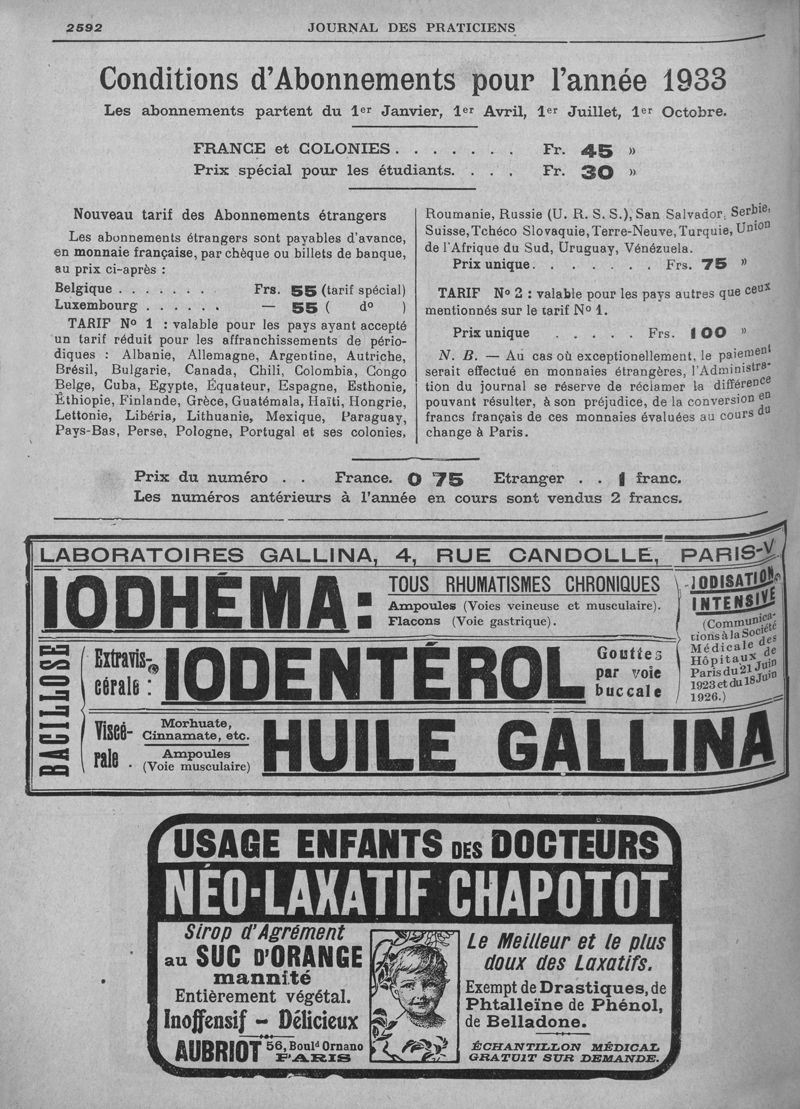 2592
JOURNAL DES PRATICIENS
Conditions d'Abonnements pour l'année 1933
Les abonnements partent du 1er Janvier, 1er Avril, 1er Juillet, 1er Octobre.
FRANCE et COLONIES . . . . . . . Fr. 45 »
Prix spécial pour les étudiants. . . . Fr. 30 »
Nouveau tarif des Abonnements étrangers
Les abonnements étrangers sont payables d'avance,
en monnaie française, par chèque ou billets de banque,
au prix ci-après :
Belgique . . . . . . . Frs. 55 (tarif spécial)
Luxembourg . . . . . . — 55 ( do )
TARIF No 1 : valable pour les pays ayant accepté
un tarif réduit pour les affranchissements de pério-
diques : Albanie, Allemagne, Argentine, Autriche,
Brésil, Bulgarie, Canada, Chili, Colombia, Congo
Belge, Cuba, Egypte, Équateur, Espagne, Esthonie,
Éthiopie, Finlande, Grèce, Guatémala, Haïti, Hongrie,
Lettonie, Libéria, Lithuanie, Mexique, Paraguay,
Pays-Bas, Perse, Pologne, Portugal et ses colonies,
Roumanie, Russie (U. R. S. S.), San Salvador, Serbie,
Suisse, Tchéco Slovaquie, Terre-Neuve, Turquie, Union
de l'Afrique du Sud, Uruguay, Vénézuela.
Prix unique. . . . . . . . Frs. 75 »
TARIF No 2 : valable pour les pays autres que ceux
mentionnés sur le tarif No 1.
Prix unique . . . . . Frs. 100 »
N. B. — Au cas où exceptionellement, le paiement
serait effectué en monnaies étrangères, l'Administra-
tion du journal se réserve de réclamer la différence
pouvant résulter, à son préjudice, de la conversion en
francs français de ces monnaies évaluées au cours du
change à Paris.
Prix du numéro . . France. 0 75 Etranger . . 1 franc.
Les numéros antérieurs à l'année en cours sont vendus 2 francs.
LABORATOIRES GALLINA, 4, RUE CANDOLLE, PARIS-V
IODHÉMA :
TOUS RHUMATISMES CHRONIQUES
Ampoules (Voies veineuse et musculaire).
Flacons (Voie gastrique).
IODISATION
INTENSIVE
(Communica-
tions à la Société
Médicale des
Hôpitaux de
Paris du 21 Juin
1923 et du 18 Juin
1926.)
BACILLOSE
Extravis-
cérale :
IODENTÉROL
Gouttes
par voie
buccale
Viscé-
rale .
Morhuate,
Cinnamate, etc.
Ampoules
(Voie musculaire)
HUILE GALLINA
USAGE ENFANTS DES DOCTEURS
NÉO-LAXATIF CHAPOTOT
Sirop d'Agrément
au SUC D'ORANGE
mannité
Entièrement végétal.
Inoffensif - Délicieux
AUBRIOT 56, Bould Ornano
PARIS
Le Meilleur et le plus
doux des Laxatifs.
Exempt de Drastiques, de
Phtalleïne de Phénol,
de Belladone.
ÉCHANTILLON MÉDICAL
GRATUIT SUR DEMANDE.